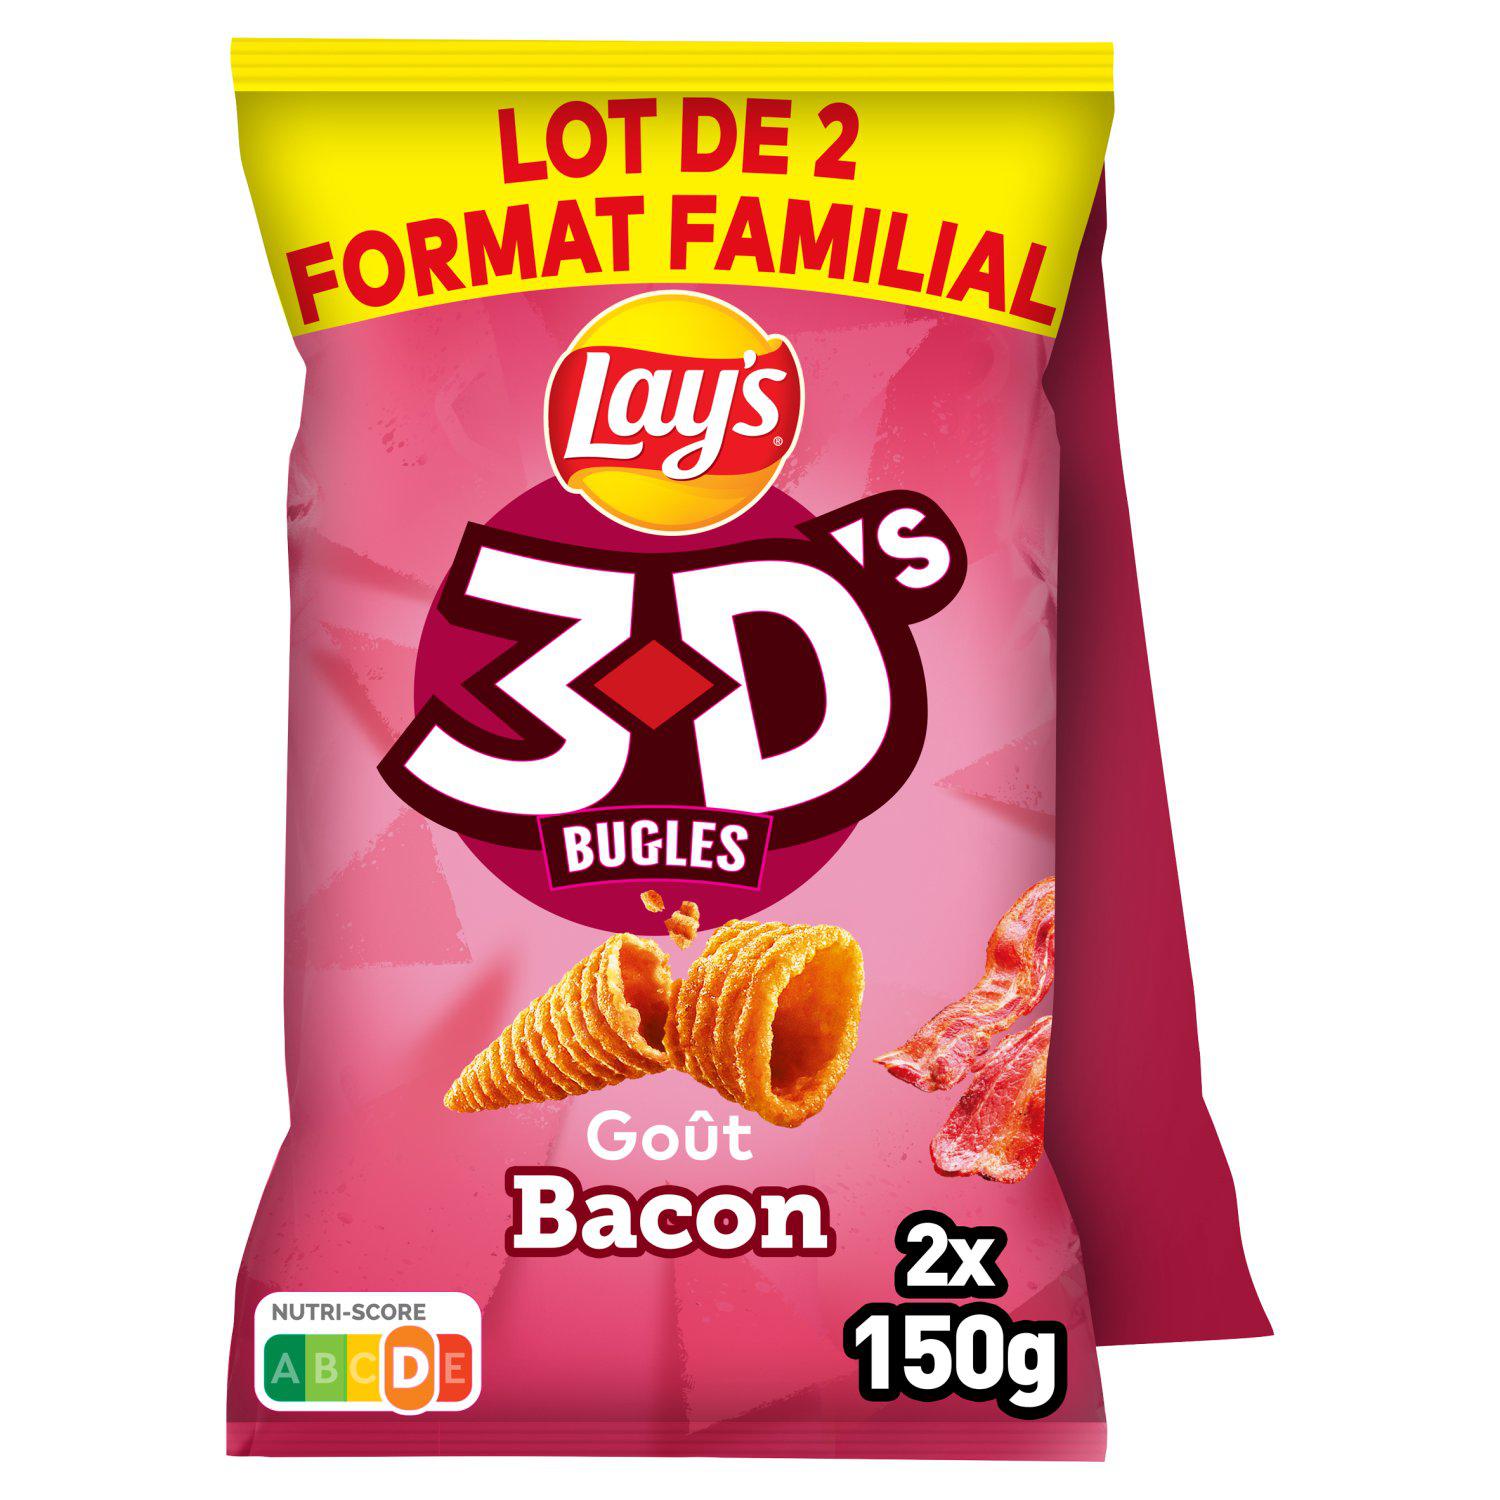 LOT DE 2
FORMAT FAMILIAL
Lay's®
3D's
BUGLES
Goût
Bacon
2x
150g
NUTRI-SCORE
A B C D E